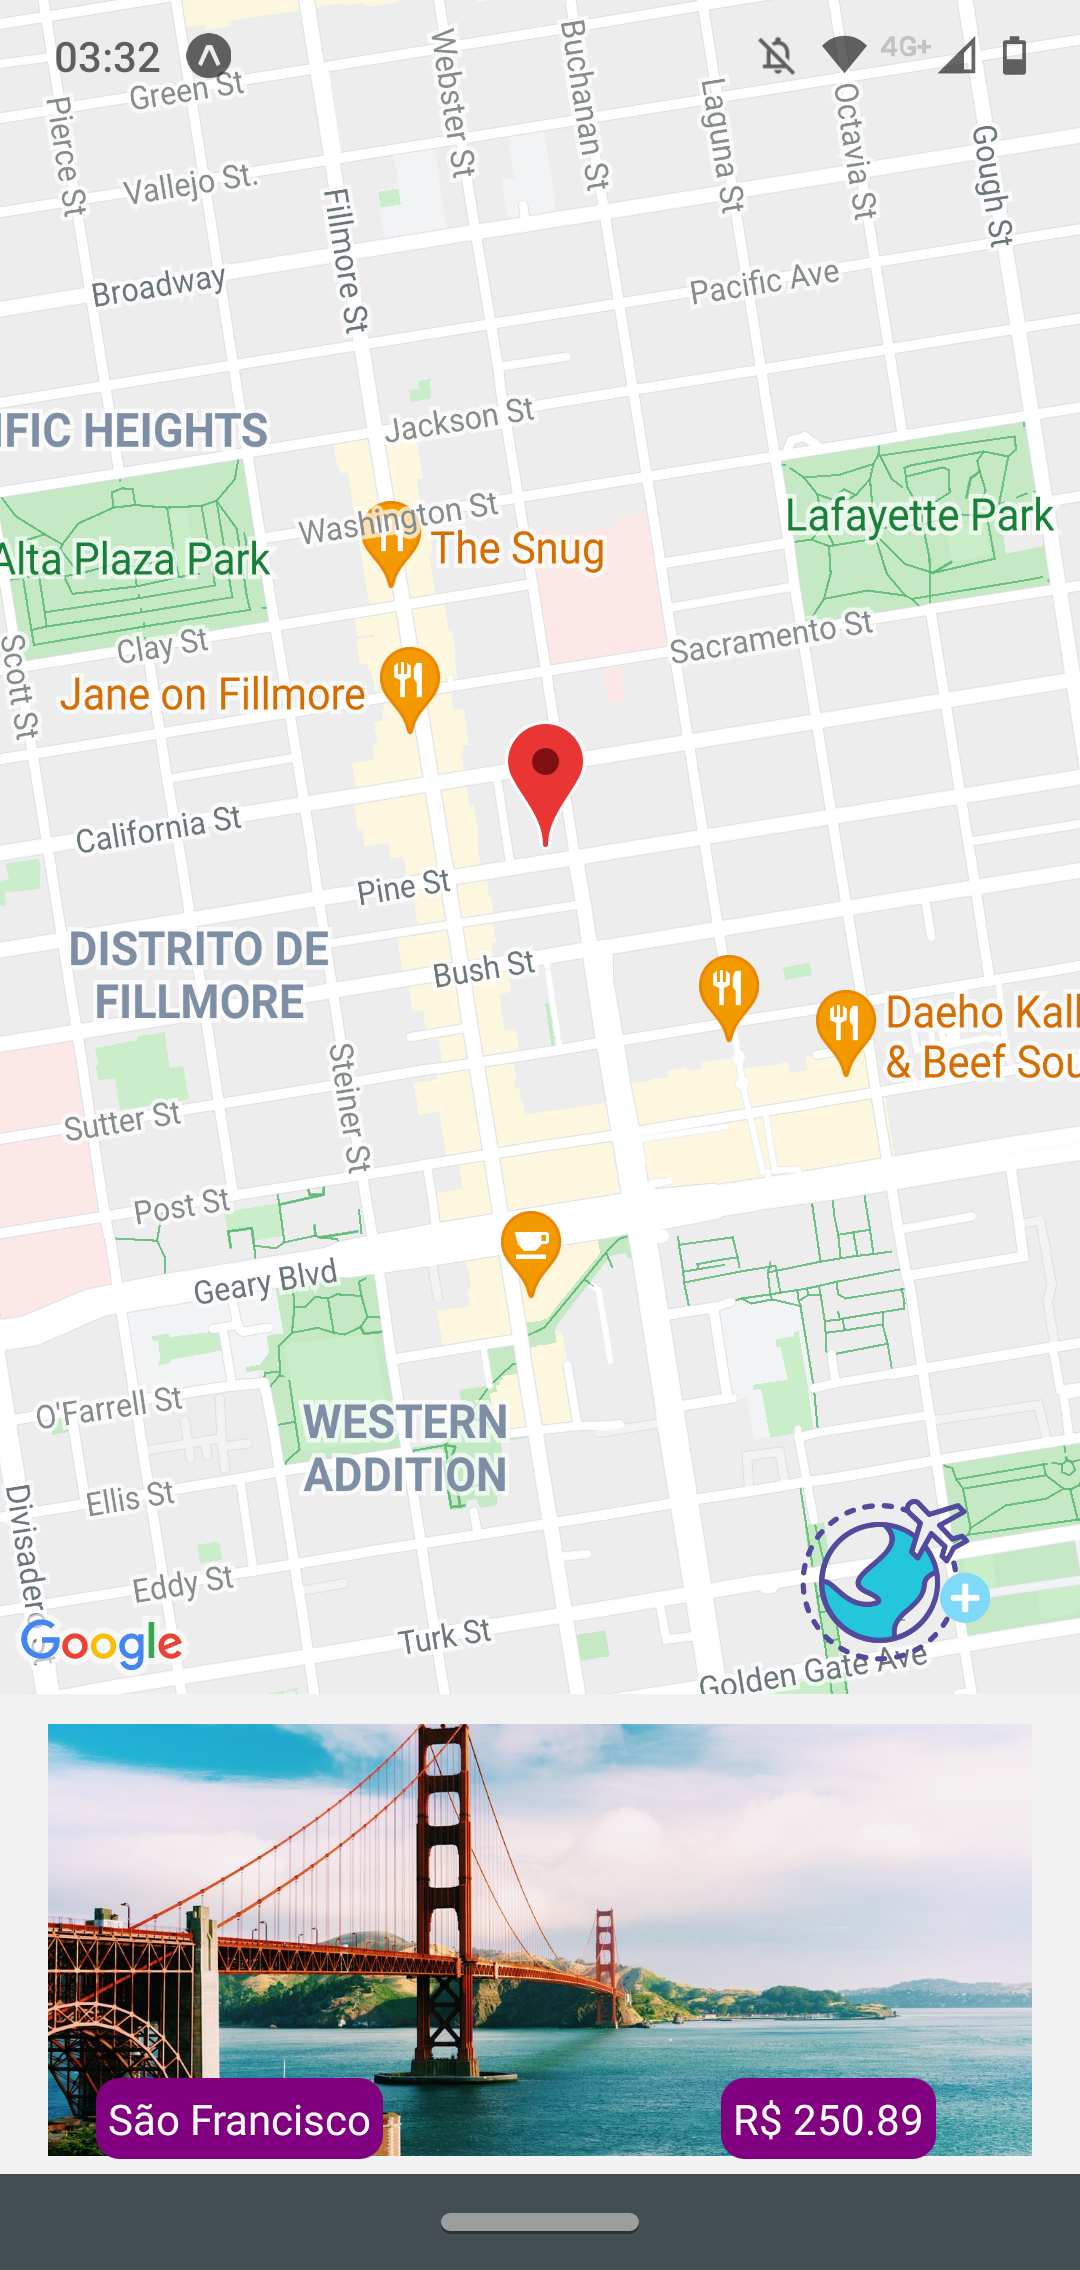 03:32
4G+
Green St
Pierce St
Webster St
Buchanan St
Laguna St
Octavia St
Gough St
Vallejo St.
Fillmore St
Broadway
Pacific Ave
IFIC HEIGHTS
Jackson St
Washington St
Lafayette Park
Alta Plaza Park
The Snug
Clay St
Sacramento St
Scott St
Jane on Fillmore
California St
Pine St
DISTRITO DE
FILLMORE
Bush St
Daeho Kal
& Beef Sou
Steiner St
Sutter St
Post St
Geary Blvd
O'Farrell St
WESTERN
ADDITION
Ellis St
Divisadero St
Eddy St
Google
Turk St
Golden Gate Ave
São Francisco
R$ 250.89